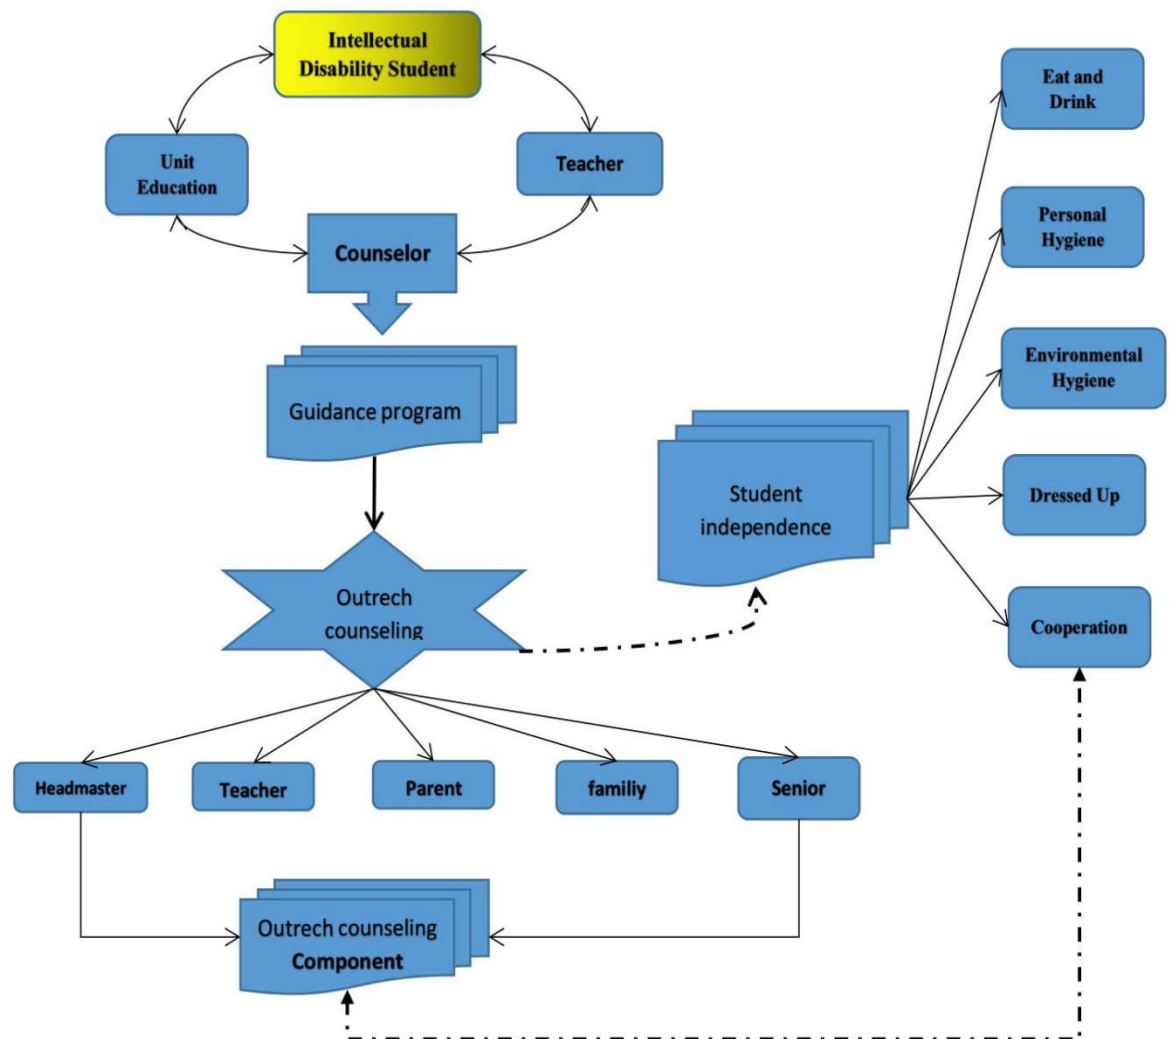 Intellectual
Disability Student
Unit
Education
Teacher
Counselor
Guidance program
Outrech
counseling
Headmaster
Teacher
Parent
familiy
Senior
Outrech counseling
Component
Student
independence
Eat and
Drink
Personal
Hygiene
Environmental
Hygiene
Dressed Up
Cooperation